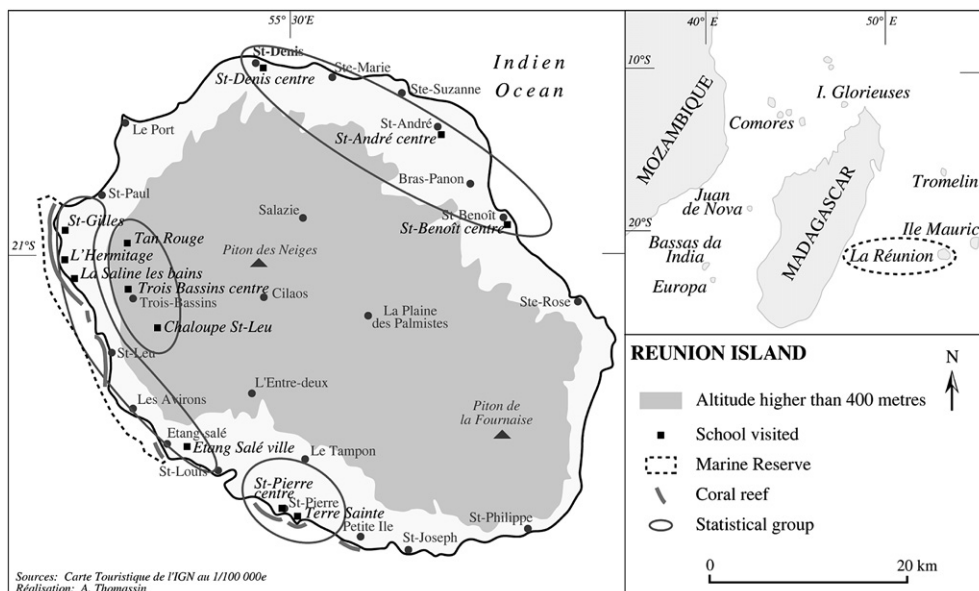 55° 30'E
Indien
Ocean
St-Denis
St-Denis centre
Ste-Marie
Ste-Suzanne
St-André
St-André centre
Le Port
Bras-Panon
St-Paul
Salazie
St-Benoît
St-Benoît centre
St-Gilles
Tan Rouge
21°S
L'Hermitage
Piton des Neiges
La Saline les bains
Trois Bassins centre
Trois-Bassins
Cilaos
Ste-Rose
La Plaine
des Palmistes
Chaloupe St-Leu
St-Leu
L'Entre-deux
Les Avirons
Piton de
la Fournaise
Etang salé
Etang Salé ville
Le Tampon
St-Louis
St-Pierre
centre
St-Pierre
Terre Sainte
Petite Ile
St-Philippe
St-Joseph
Sources: Carte Touristique de l'IGN au 1/100 000e
Réalisation: A. Thomassin
40° E
50° E
10°S
20°S
MOZAMBIQUE
I. Glorieuses
Comores
MADAGASCAR
Juan
de Nova
Tromelin
Bassas da
India
Ile Mauric
La Réunion
Europa
REUNION ISLAND
N
Altitude higher than 400 metres
School visited
Marine Reserve
Coral reef
Statistical group
0
20 km